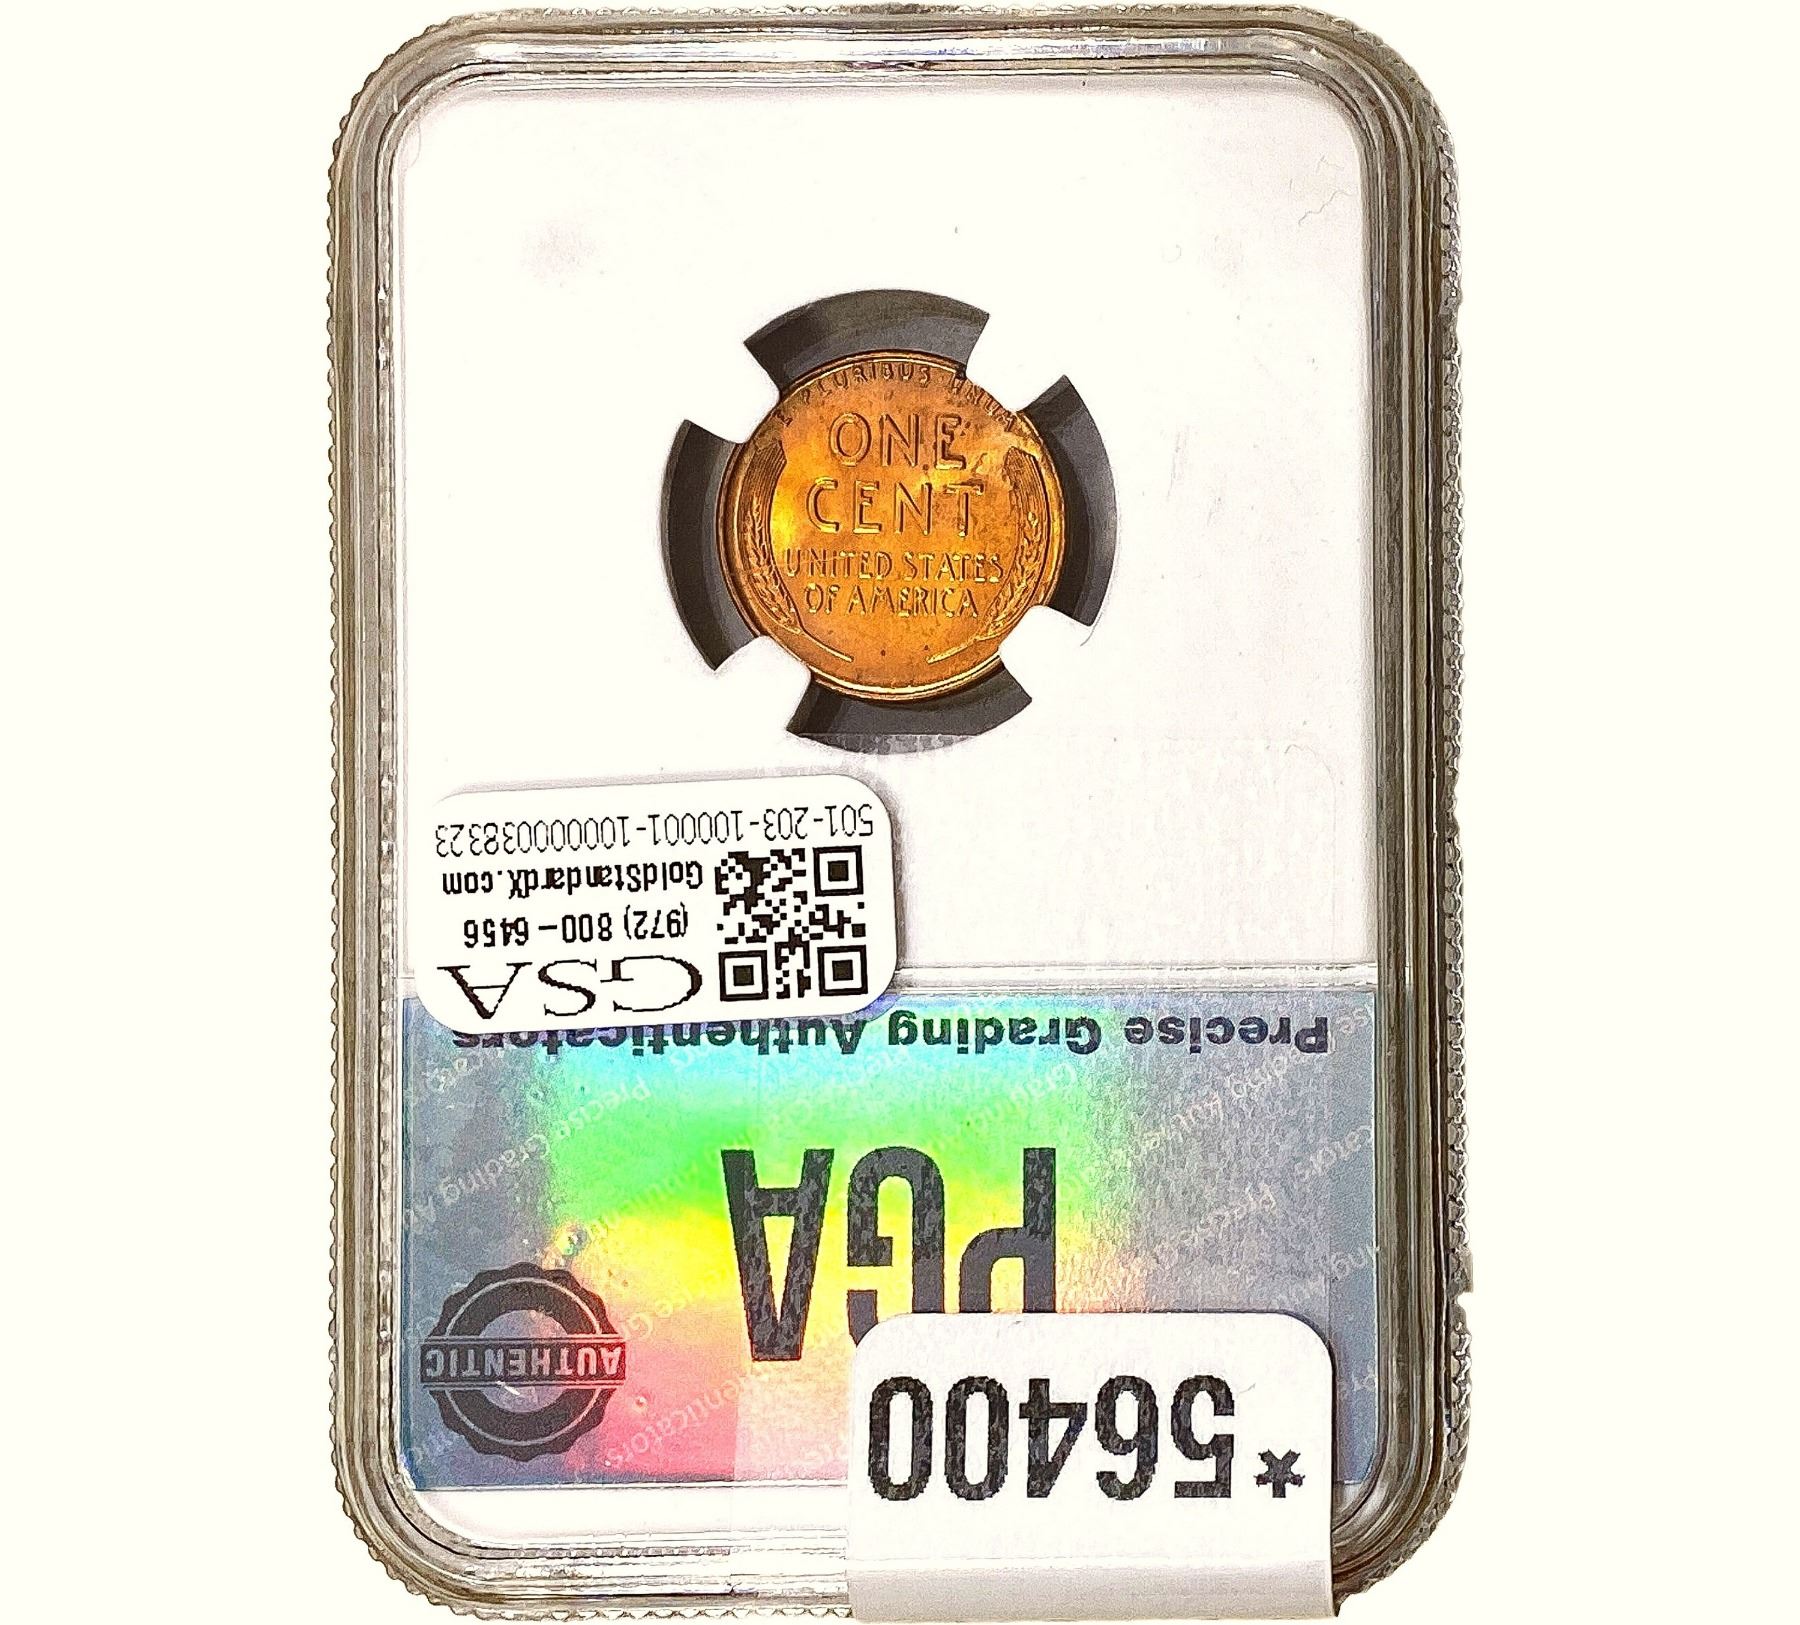 E PLURIBUS UNUM
ONE
CENT
UNITED STATES
OF AMERICA
*56400
PGA
AUTHENTIC
Precise Grading Authenticators
GSA
(972) 800-6456
GoldStandardX.com
501-203-100001-10000038323